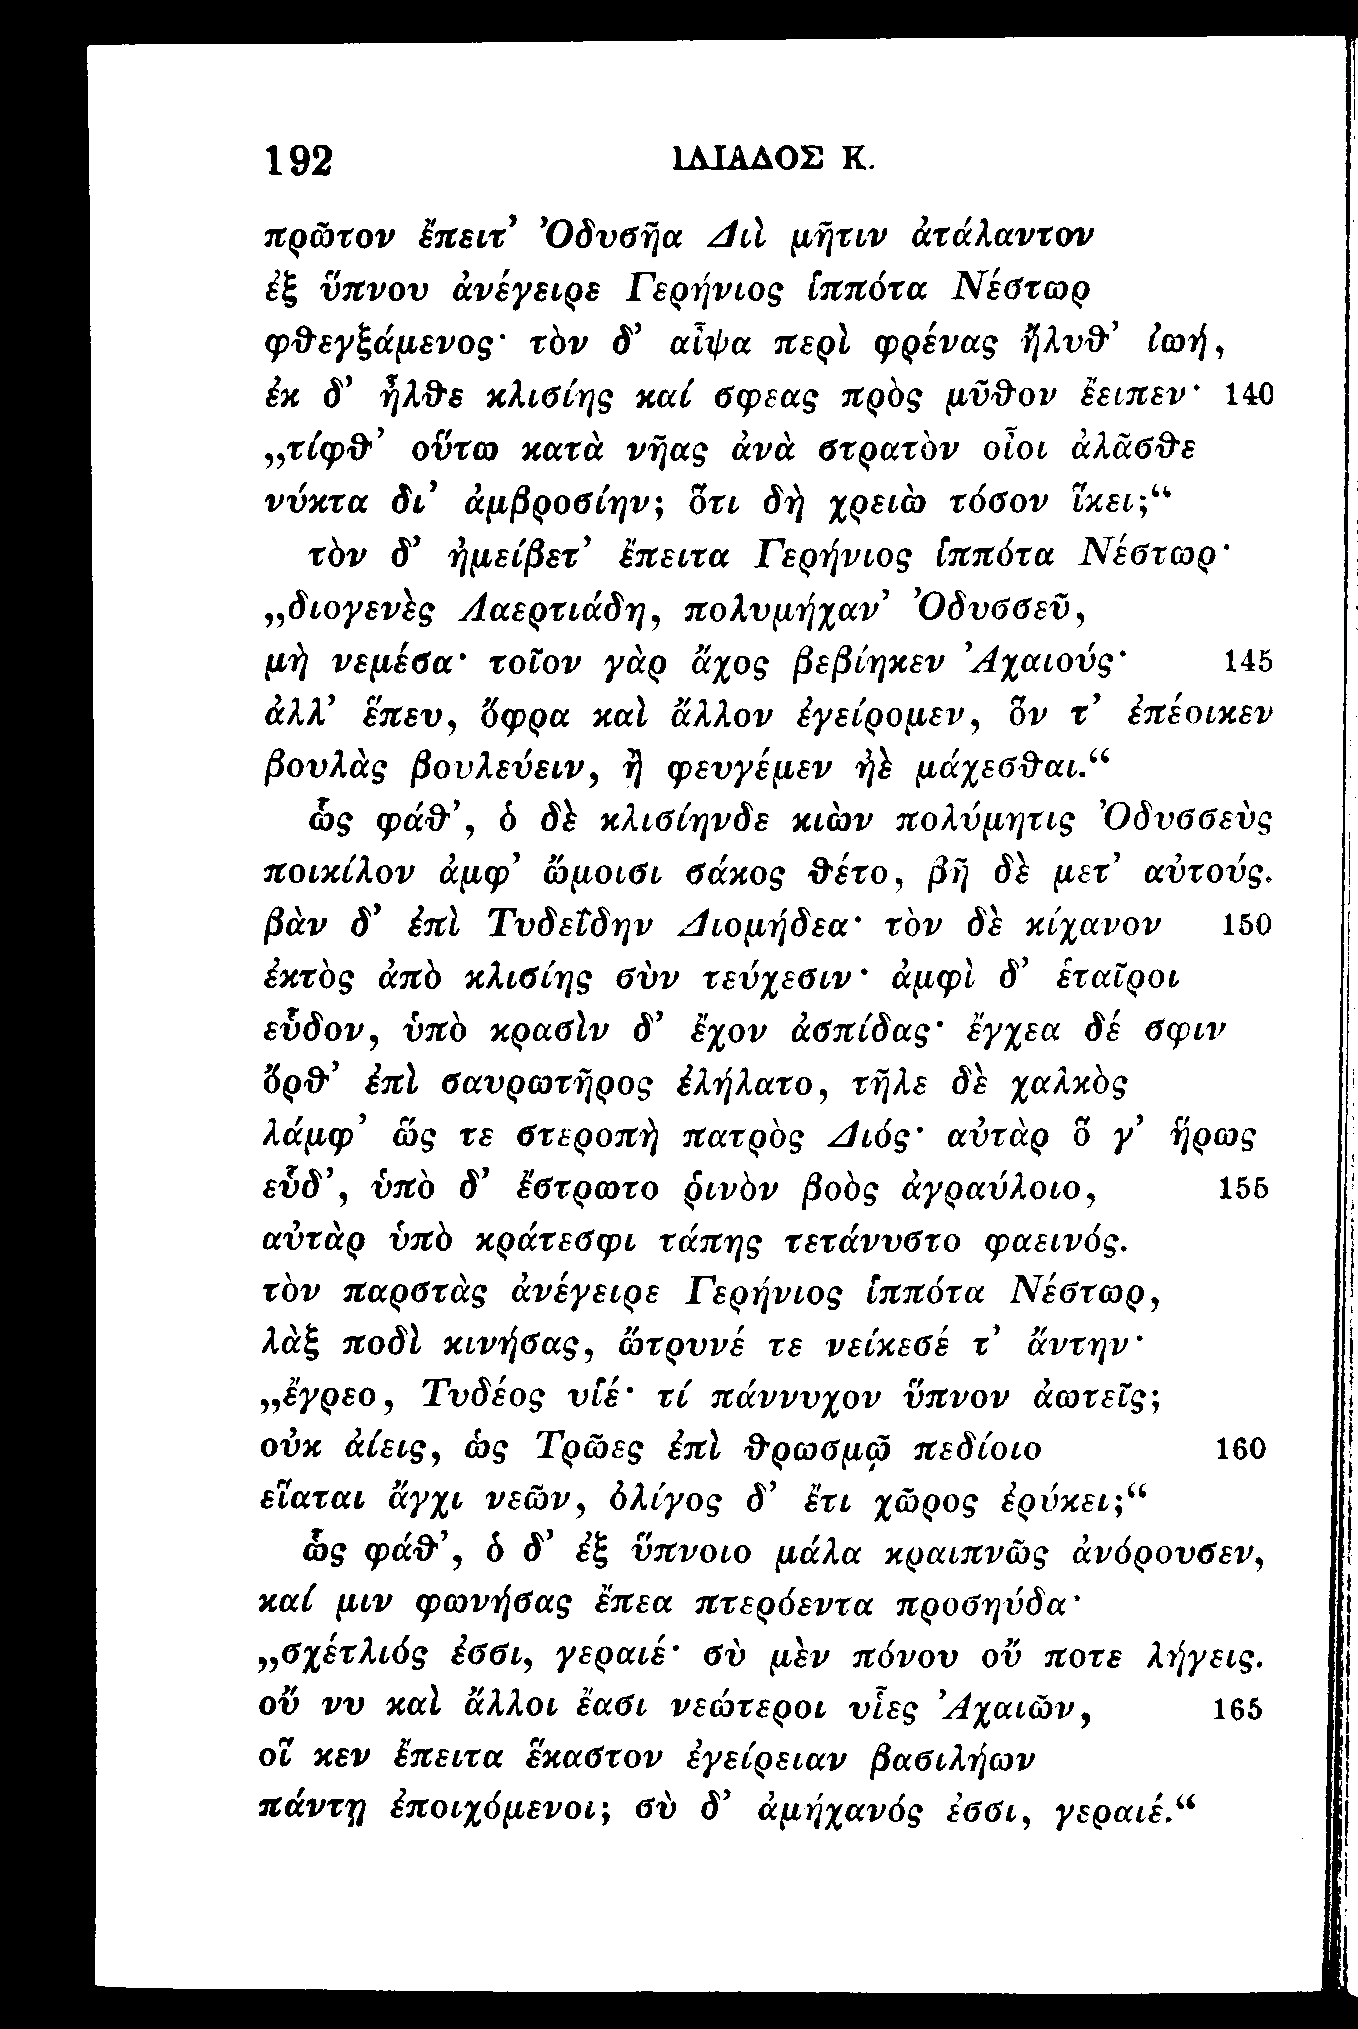 192 ΙΛΙΑΔΟΣ Κ.
πρῶτον ἔπειτ’ Ὀδυσῆα Διὶ μῆτιν ἀτάλαντον
ἐξ ὕπνου ἀνέγειρε Γερήνιος ἱππότα Νέστωρ
φθεγξάμενος· τὸν δ’ αἶψα περὶ φρένας ἤλυθ’ ἰωή,
ἐκ δ’ ἦλθε κλισίης καί σφεας πρὸς μῦθον ἔειπεν· 140
„τίφθ’ οὕτω κατὰ νῆας ἀνὰ στρατὸν οἶοι ἀλᾶσθε
νύκτα δι’ ἀμβροσίην; ὅτι δὴ χρειὼ τόσον ἵκει;“
τὸν δ’ ἠμείβετ’ ἔπειτα Γερήνιος ἱππότα Νέστωρ·
„διογενὲς Λαερτιάδη, πολυμήχαν’ Ὀδυσσεῦ,
μὴ νεμέσα· τοῖον γὰρ ἄχος βεβίηκεν Ἀχαιούς· 145
ἀλλ’ ἕπευ, ὄφρα καὶ ἄλλον ἐγείρομεν, ὅν τ’ ἐπέοικεν
βουλὰς βουλεύειν, ἢ φευγέμεν ἠὲ μάχεσθαι.“
ὣς φάθ’, ὁ δὲ κλισίηνδε κιὼν πολύμητις Ὀδυσσεὺς
ποικίλον ἀμφ’ ὤμοισι σάκος θέτο, βῆ δὲ μετ’ αὐτούς.
βὰν δ’ ἐπὶ Τυδεΐδην Διομήδεα· τὸν δὲ κίχανον 150
ἐκτὸς ἀπὸ κλισίης σὺν τεύχεσιν· ἀμφὶ δ’ ἑταῖροι
εὗδον, ὑπὸ κρασὶν δ’ ἔχον ἀσπίδας· ἔγχεα δέ σφιν
ὄρθ’ ἐπὶ σαυρωτῆρος ἐλήλατο, τῆλε δὲ χαλκὸς
λάμφ’ ὥς τε στεροπὴ πατρὸς Διός· αὐτὰρ ὅ γ’ ἥρως
εὗδ’, ὑπὸ δ’ ἔστρωτο ῥινὸν βοὸς ἀγραύλοιο, 155
αὐτὰρ ὑπὸ κράτεσφι τάπης τετάνυστο φαεινός.
τὸν παρστὰς ἀνέγειρε Γερήνιος ἱππότα Νέστωρ,
λὰξ ποδὶ κινήσας, ὤτρυνέ τε νείκεσέ τ’ ἄντην·
„ἔγρεο, Τυδέος υἱέ· τί πάννυχον ὕπνον ἀωτεῖς;
οὐκ ἀίεις, ὡς Τρῶες ἐπὶ θρωσμῷ πεδίοιο 160
εἵαται ἄγχι νεῶν, ὀλίγος δ’ ἔτι χῶρος ἐρύκει;“
ὣς φάθ’, ὁ δ’ ἐξ ὕπνοιο μάλα κραιπνῶς ἀνόρουσεν,
καί μιν φωνήσας ἔπεα πτερόεντα προσηύδα·
„σχέτλιός ἐσσι, γεραιέ· σὺ μὲν πόνου οὔ ποτε λήγεις.
οὔ νυ καὶ ἄλλοι ἔασι νεώτεροι υἷες Ἀχαιῶν, 165
οἵ κεν ἔπειτα ἕκαστον ἐγείρειαν βασιλήων
πάντῃ ἐποιχόμενοι; σὺ δ’ ἀμήχανός ἐσσι, γεραιέ.“